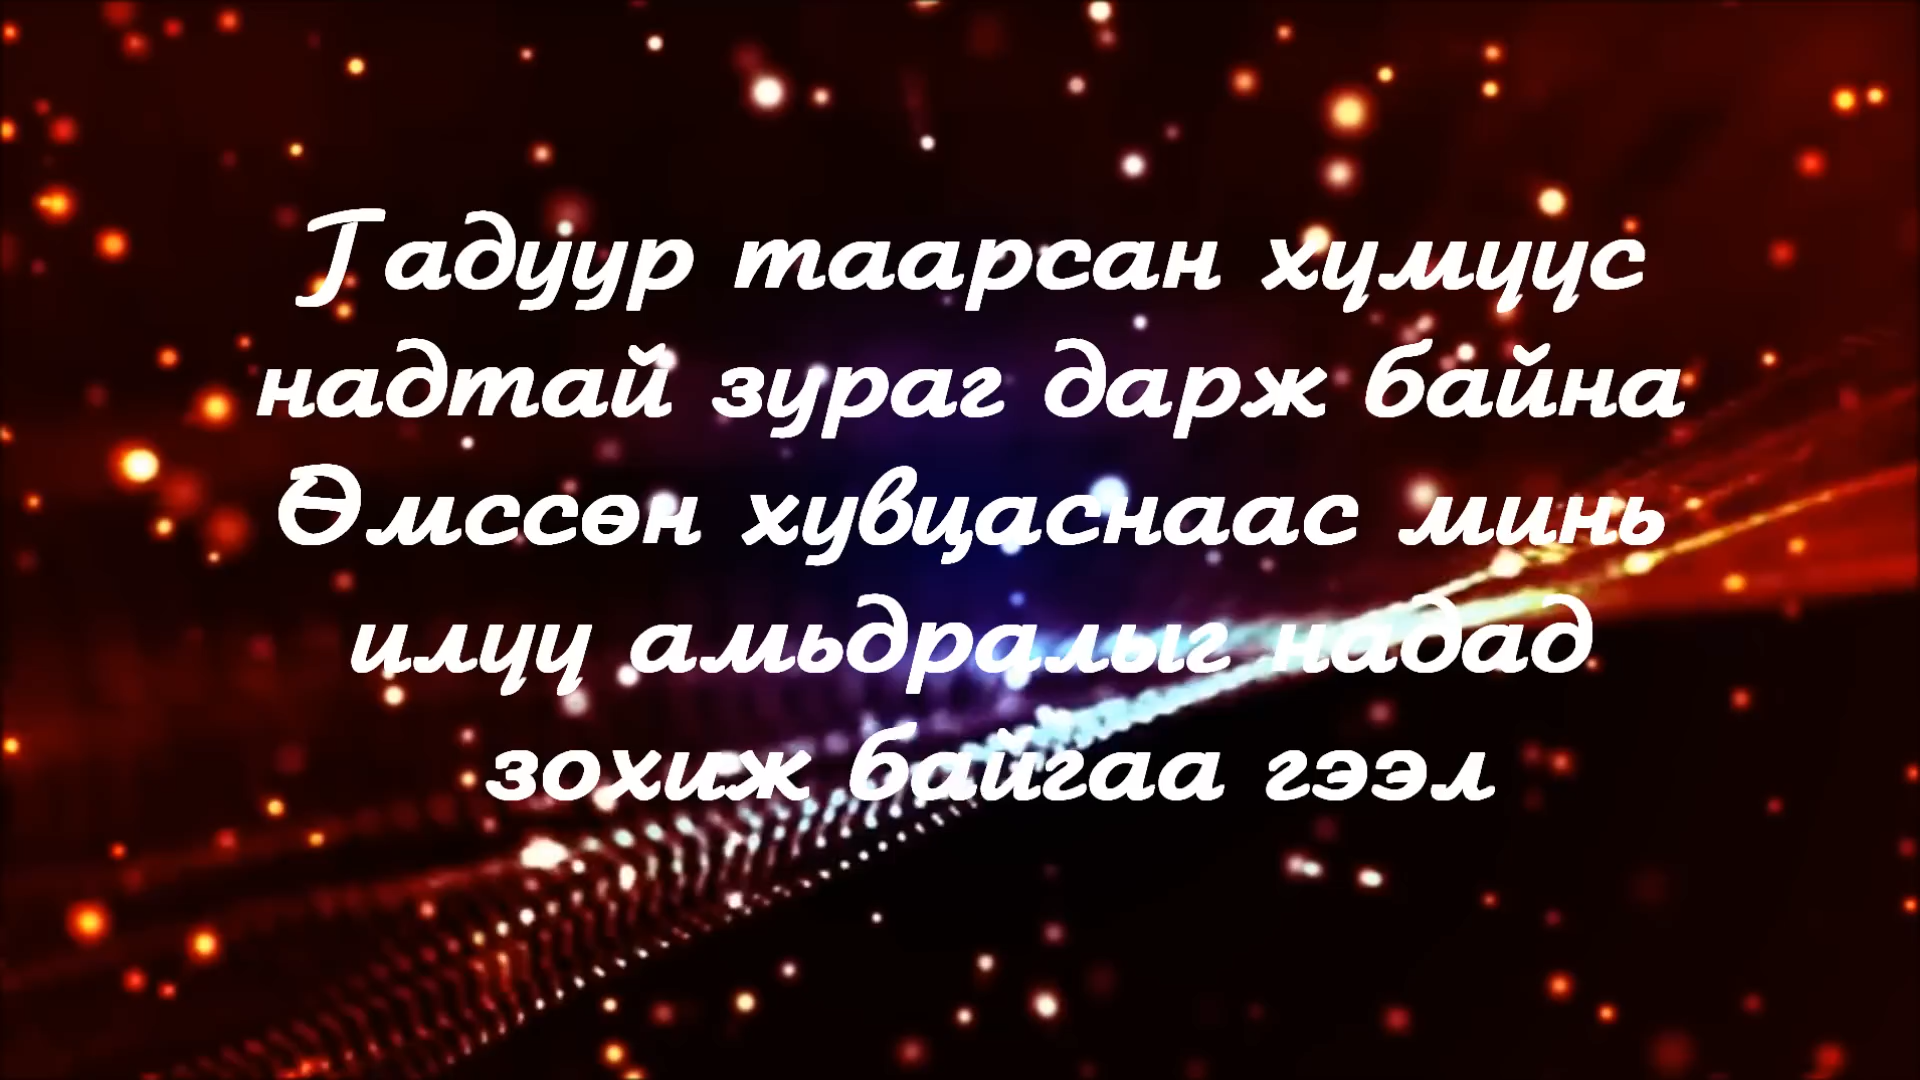 Гадуур таарсан хүмүүс
надтай зураг дарж байна
Өмссөн хувцаснаас минь
илүү амьдралыг надад
зохиж байгаа гээл